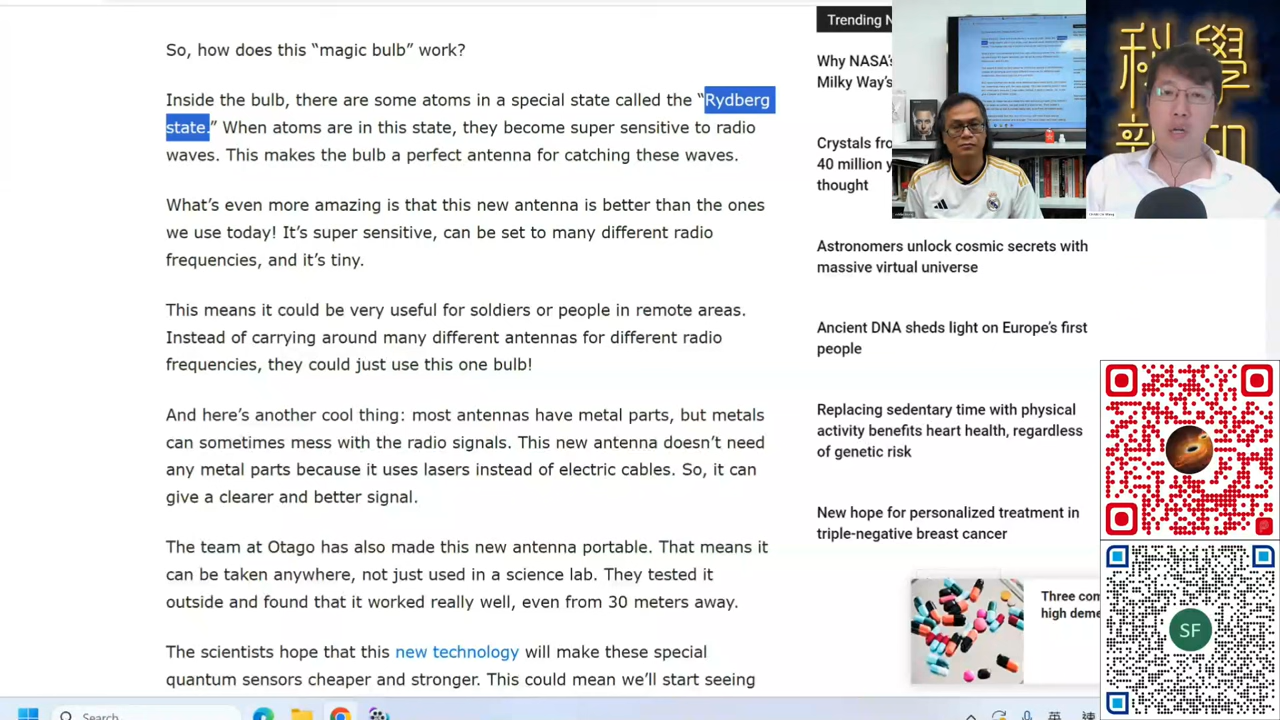 So, how does this “magic bulb” work?
Inside the bulb, there are some atoms in a special state called the “Rydberg
state.” When atoms are in this state, they become super sensitive to radio
waves. This makes the bulb a perfect antenna for catching these waves.
What’s even more amazing is that this new antenna is better than the ones
we use today! It’s super sensitive, can be set to many different radio
frequencies, and it’s tiny.
This means it could be very useful for soldiers or people in remote areas.
Instead of carrying around many different antennas for different radio
frequencies, they could just use this one bulb!
And here’s another cool thing: most antennas have metal parts, but metals
can sometimes mess with the radio signals. This new antenna doesn’t need
any metal parts because it uses lasers instead of electric cables. So, it can
give a clearer and better signal.
The team at Otago has also made this new antenna portable. That means it
can be taken anywhere, not just used in a science lab. They tested it
outside and found that it worked really well, even from 30 meters away.
The scientists hope that this new technology will make these special
quantum sensors cheaper and stronger. This could mean we’ll start seeing
Trending N
Why NASA’s
Milky Way’s
Crystals fro
40 million y
thought
Astronomers unlock cosmic secrets with
massive virtual universe
Ancient DNA sheds light on Europe’s first
people
Replacing sedentary time with physical
activity benefits heart health, regardless
of genetic risk
New hope for personalized treatment in
triple-negative breast cancer
Three com
high deme
科學
SF
Search
英